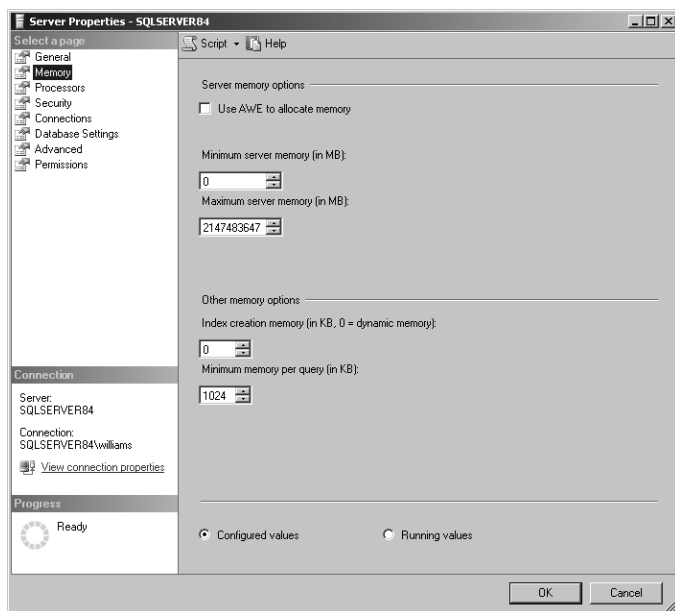 Server Properties - SQLSERVER84
Select a page
General
Memory
Processors
Security
Connections
Database Settings
Advanced
Permissions
Script
Help
Server memory options
Use AWE to allocate memory
Minimum server memory (in MB):
0
Maximum server memory (in MB):
2147483647
Other memory options
Index creation memory (in KB, 0 = dynamic memory):
0
Minimum memory per query (in KB):
1024
Connection
Server:
SQLSERVER84
Connection:
SQLSERVER84\williams
View connection properties
Progress
Ready
Configured values
Running values
OK
Cancel